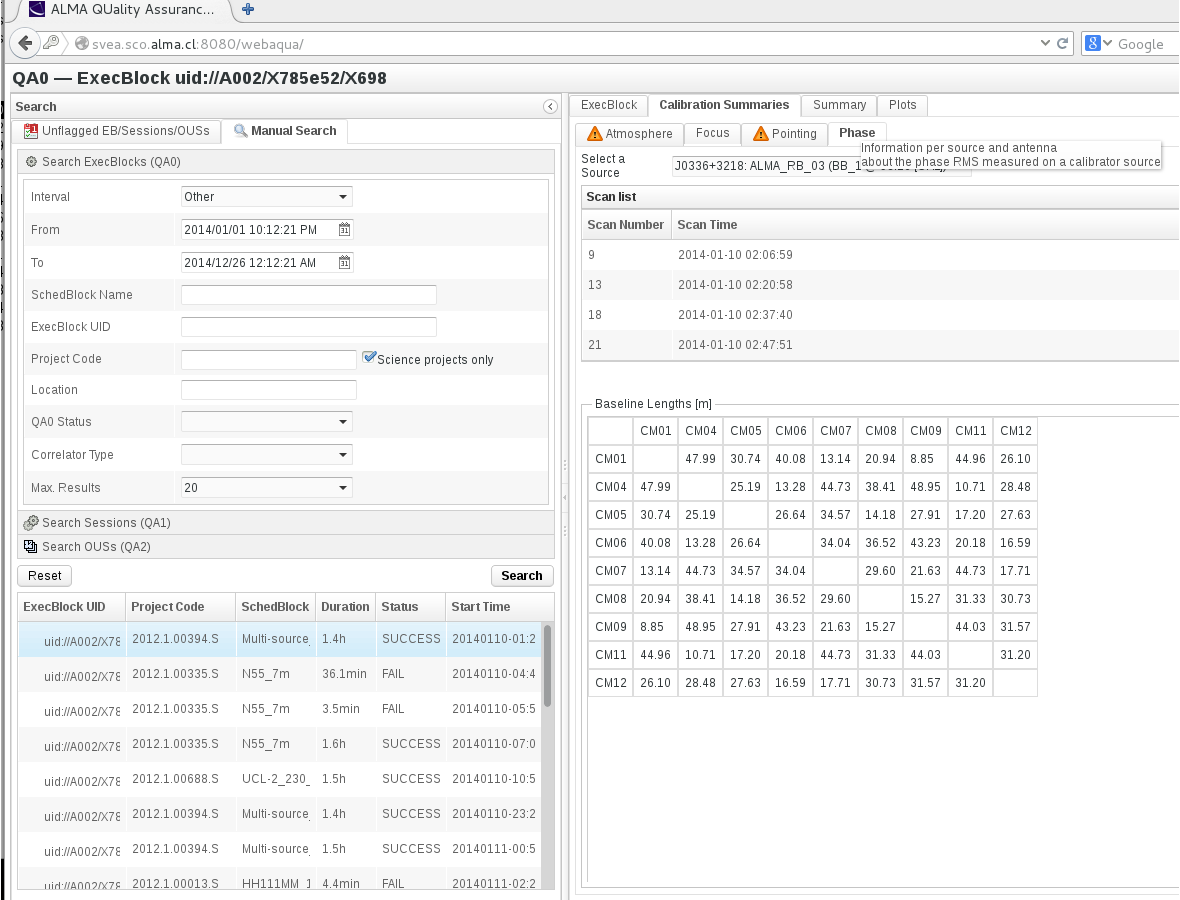 ALMA QUality Assuranc...
svea.sco.alma.cl:8080/webaqua/
Google
QA0 — ExecBlock uid://A002/X785e52/X698
Search
Unflagged EB/Sessions/OUSs
Manual Search
Search ExecBlocks (QA0)
Interval Other
From 2014/01/01 10:12:21 PM
To 2014/12/26 12:12:21 AM
SchedBlock Name
ExecBlock UID
Project Code Science projects only
Location
QA0 Status
Correlator Type
Max. Results 20
Search Sessions (QA1)
Search OUSs (QA2)
Reset Search
ExecBlock UID Project Code SchedBlock Duration Status Start Time
uid://A002/X78 2012.1.00394.S Multi-source_ 1.4h SUCCESS 20140110-01:2
uid://A002/X78 2012.1.00335.S N55_7m 36.1min FAIL 20140110-04:4
uid://A002/X78 2012.1.00335.S N55_7m 3.5min FAIL 20140110-05:5
uid://A002/X78 2012.1.00335.S N55_7m 1.6h SUCCESS 20140110-07:0
uid://A002/X78 2012.1.00688.S UCL-2_230_ 1.5h SUCCESS 20140110-10:5
uid://A002/X78 2012.1.00394.S Multi-source_ 1.4h SUCCESS 20140110-23:2
uid://A002/X78 2012.1.00394.S Multi-source_ 1.5h SUCCESS 20140111-00:5
uid://A002/X78 2012.1.00013.S HH111MM_1 4.4min FAIL 20140111-02:2
ExecBlock Calibration Summaries Summary Plots
Atmosphere Focus Pointing Phase
Information per source and antenna
about the phase RMS measured on a calibrator source
Select a
Source
J0336+3218: ALMA_RB_03 (BB_1
Scan list
Scan Number Scan Time
9 2014-01-10 02:06:59
13 2014-01-10 02:20:58
18 2014-01-10 02:37:40
21 2014-01-10 02:47:51
Baseline Lengths [m]
CM01 CM04 CM05 CM06 CM07 CM08 CM09 CM11 CM12
CM01 47.99 30.74 40.08 13.14 20.94 8.85 44.96 26.10
CM04 47.99 25.19 13.28 44.73 38.41 48.95 10.71 28.48
CM05 30.74 25.19 26.64 34.57 14.18 27.91 17.20 27.63
CM06 40.08 13.28 26.64 34.04 36.52 43.23 20.18 16.59
CM07 13.14 44.73 34.57 34.04 29.60 21.63 44.73 17.71
CM08 20.94 38.41 14.18 36.52 29.60 15.27 31.33 30.73
CM09 8.85 48.95 27.91 43.23 21.63 15.27 44.03 31.57
CM11 44.96 10.71 17.20 20.18 44.73 31.33 44.03 31.20
CM12 26.10 28.48 27.63 16.59 17.71 30.73 31.57 31.20